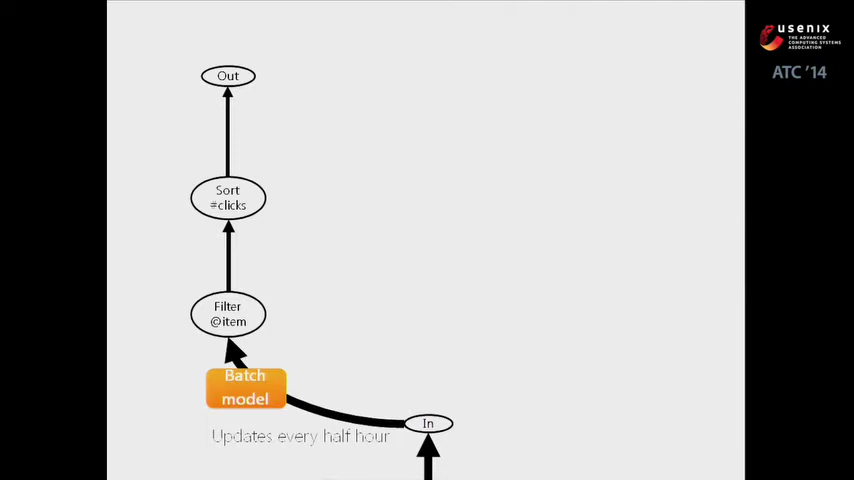 usenix
THE ADVANCED
COMPUTING SYSTEMS
ASSOCIATION
ATC '14
Out
Sort
#clicks
Filter
@item
Batch
model
In
Updates every half hour